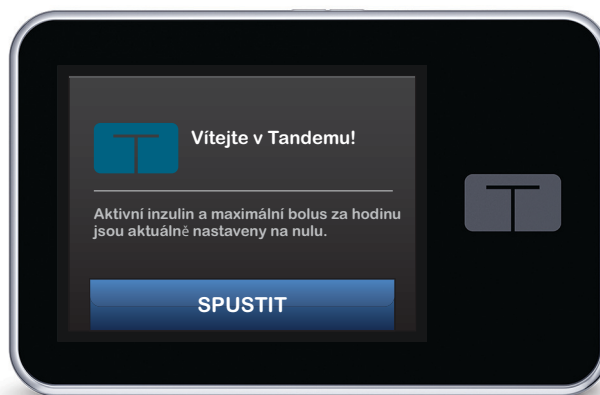 Vítejte v Tandemu!
Aktivní inzulin a maximální bolus za hodinu
jsou aktuálně nastaveny na nulu.
SPUSTIT